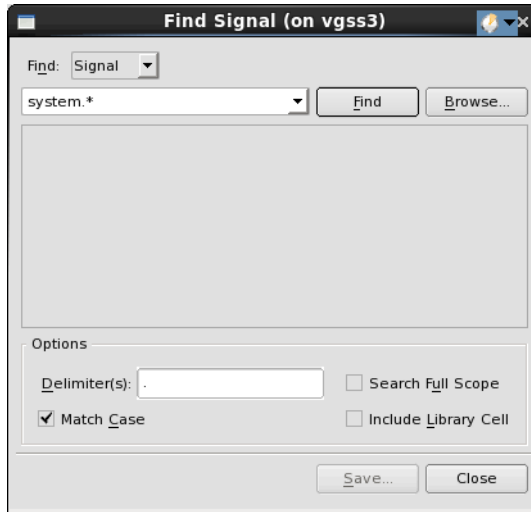 Find Signal (on vgss3)
Find: Signal
system.*
Find
Browse...
Options
Delimiter(s): .
Search Full Scope
Match Case
Include Library Cell
Save...
Close